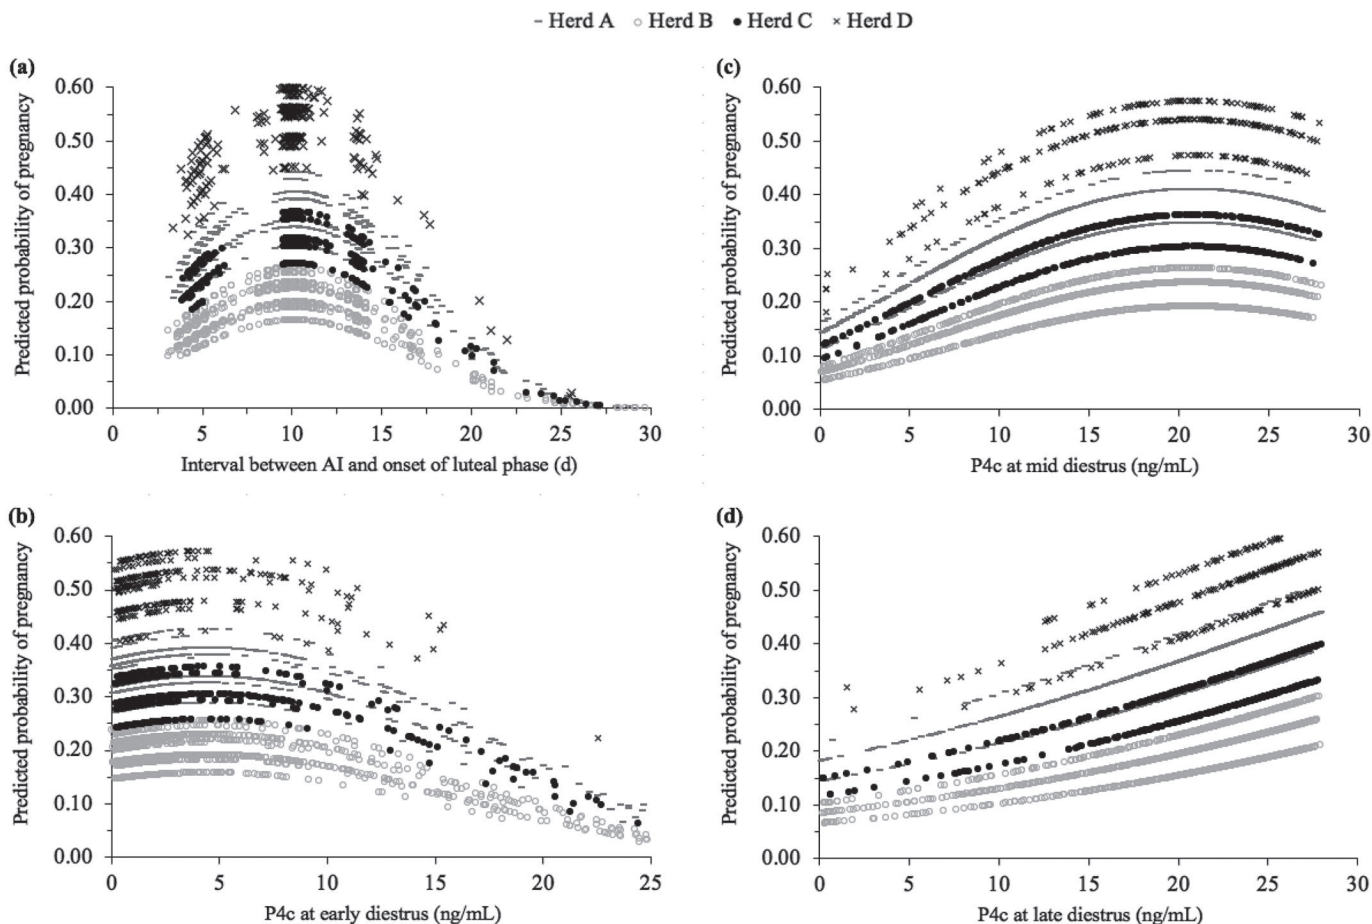 – Herd A ○ Herd B ● Herd C × Herd D
(a)
Predicted probability of pregnancy
0.60
0.50
0.40
0.30
0.20
0.10
0.00
0 5 10 15 20 25 30
Interval between AI and onset of luteal phase (d)
(c)
Predicted probability of pregnancy
0.60
0.50
0.40
0.30
0.20
0.10
0.00
0 5 10 15 20 25 30
P4c at mid diestrus (ng/mL)
(b)
Predicted probability of pregnancy
0.60
0.50
0.40
0.30
0.20
0.10
0.00
0 5 10 15 20 25
P4c at early diestrus (ng/mL)
(d)
Predicted probability of pregnancy
0.60
0.50
0.40
0.30
0.20
0.10
0.00
0 5 10 15 20 25 30
P4c at late diestrus (ng/mL)